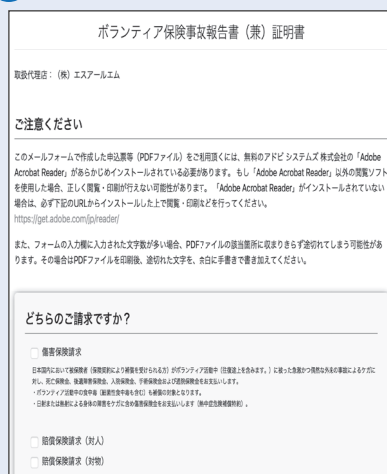 ボランティア保険事故報告書（兼）証明書
取扱代理店：（株）エスアールエム
ご注意ください
このメールフォームで作成した申込票等（PDFファイル）をご利用頂くには、無料のアドビ システムズ 株式会社の「Adobe
Acrobat Reader」があらかじめインストールされている必要があります。 もし「Adobe Acrobat Reader」以外の閲覧ソフト
を使用した場合、正しく閲覧・印刷が行えない可能性があります。 「Adobe Acrobat Reader」がインストールされていない
場合は、必ず下記のURLからインストールした上で閲覧・印刷などを行ってください。
https://get.adobe.com/jp/reader/
また、フォームの入力欄に入力された文字数が多い場合、PDFファイルの該当箇所に収まりきらず途切れてしまう可能性があ
ります。その場合はPDFファイルを印刷後、途切れた文字を、余白に手書きで書き加えてください。
どちらのご請求ですか？
傷害保険請求
日本国内において被保険者（保険契約により補償を受けられる方）がボランティア活動中（往復途上を含みます。）に被った急激かつ偶然な外来の事故によるケガに
対し、死亡保険金、後遺障害保険金、入院保険金、手術保険金および通院保険金をお支払いします。
・ボランティア活動中の食中毒（細菌性食中毒も含む）も補償の対象となります。
・日射または熱射による身体の障害をケガに含め傷害保険金をお支払いします（熱中症危険補償特約）。
賠償保険請求（対人）
賠償保険請求（対物）